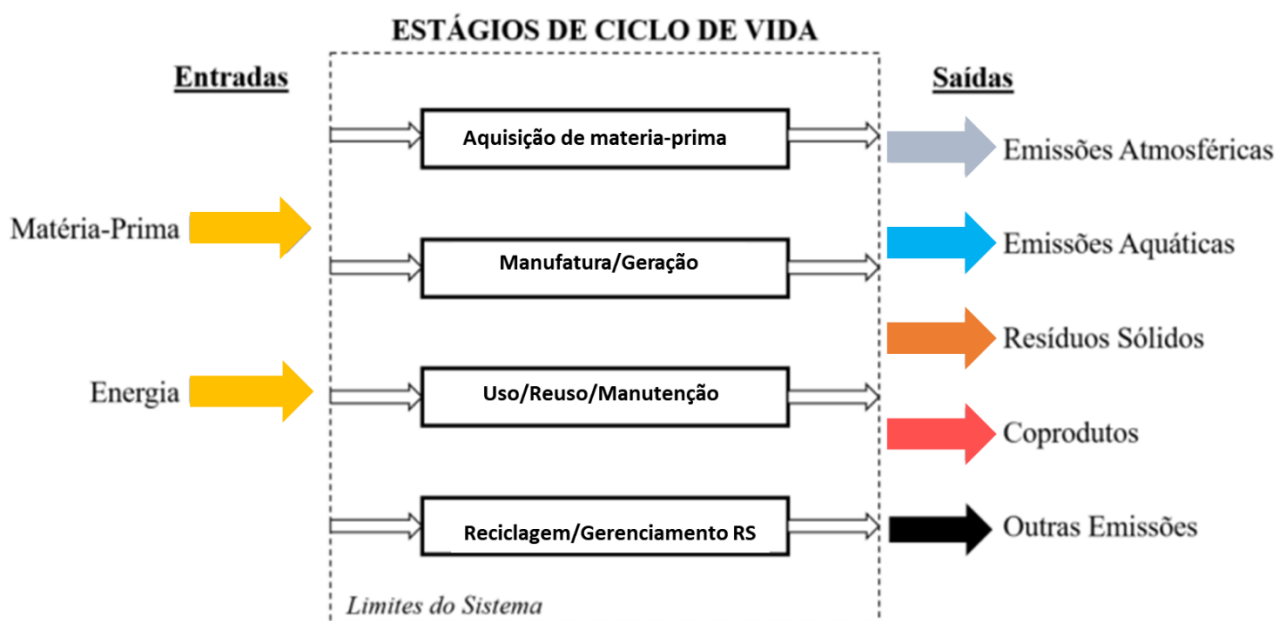 ESTÁGIOS DE CICLO DE VIDA
Entradas
Saídas
Aquisição de materia-prima
Emissões Atmosféricas
Matéria-Prima
Manufatura/Geração
Emissões Aquáticas
Resíduos Sólidos
Energia
Uso/Reuso/Manutenção
Coprodutos
Reciclagem/Gerenciamento RS
Outras Emissões
Limites do Sistema